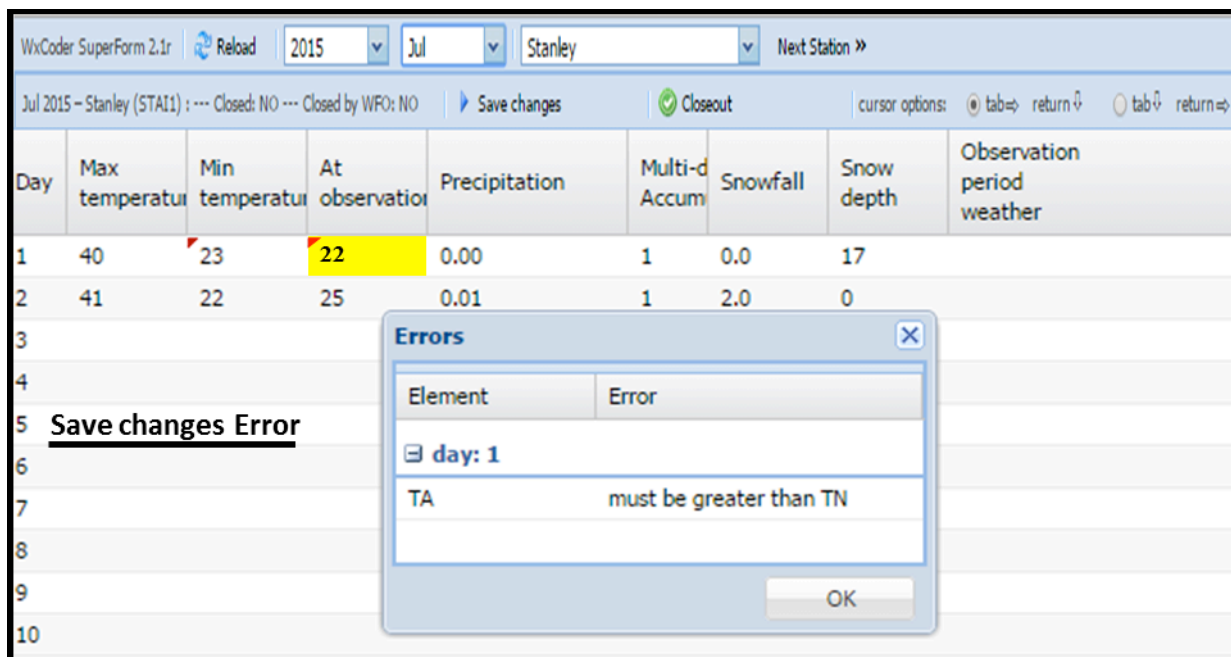 WxCoder SuperForm 2.1r Reload 2015 Jul Stanley Next Station »
Jul 2015 – Stanley (STAI1) : --- Closed: NO --- Closed by WFO: NO Save changes Closeout cursor options: tab⇨ return⇩ tab⇩ return⇨
Day Max temperatur Min temperatur At observation Precipitation Multi-d Accum Snowfall Snow depth Observation period weather
1 40 23 22 0.00 1 0.0 17
2 41 22 25 0.01 1 2.0 0
3
4
5
6
7
8
9
10
Save changes Error
Errors
Element Error
day: 1
TA must be greater than TN
OK